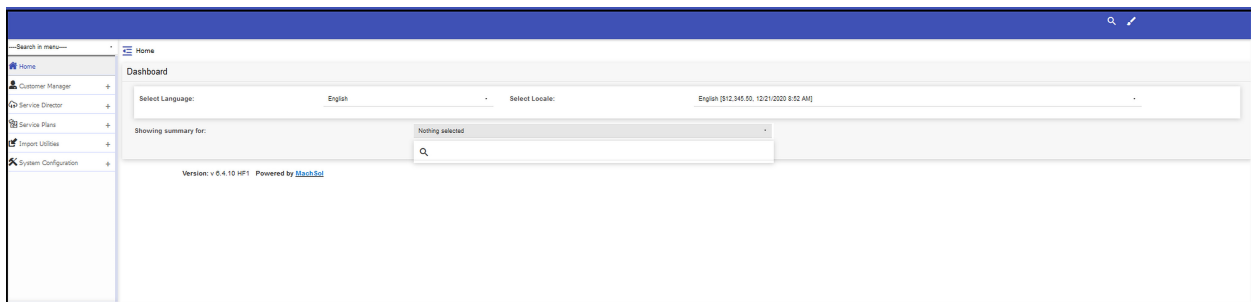 ----Search in menu----
Home
Home
Dashboard
Customer Manager +
Service Director +
Service Plans +
Import Utilities +
System Configuration +
Select Language: English Select Locale: English [$12,345.50, 12/21/2020 8:52 AM]
Showing summary for: Nothing selected
Version: v 6.4.10 HF1 Powered by MachSol